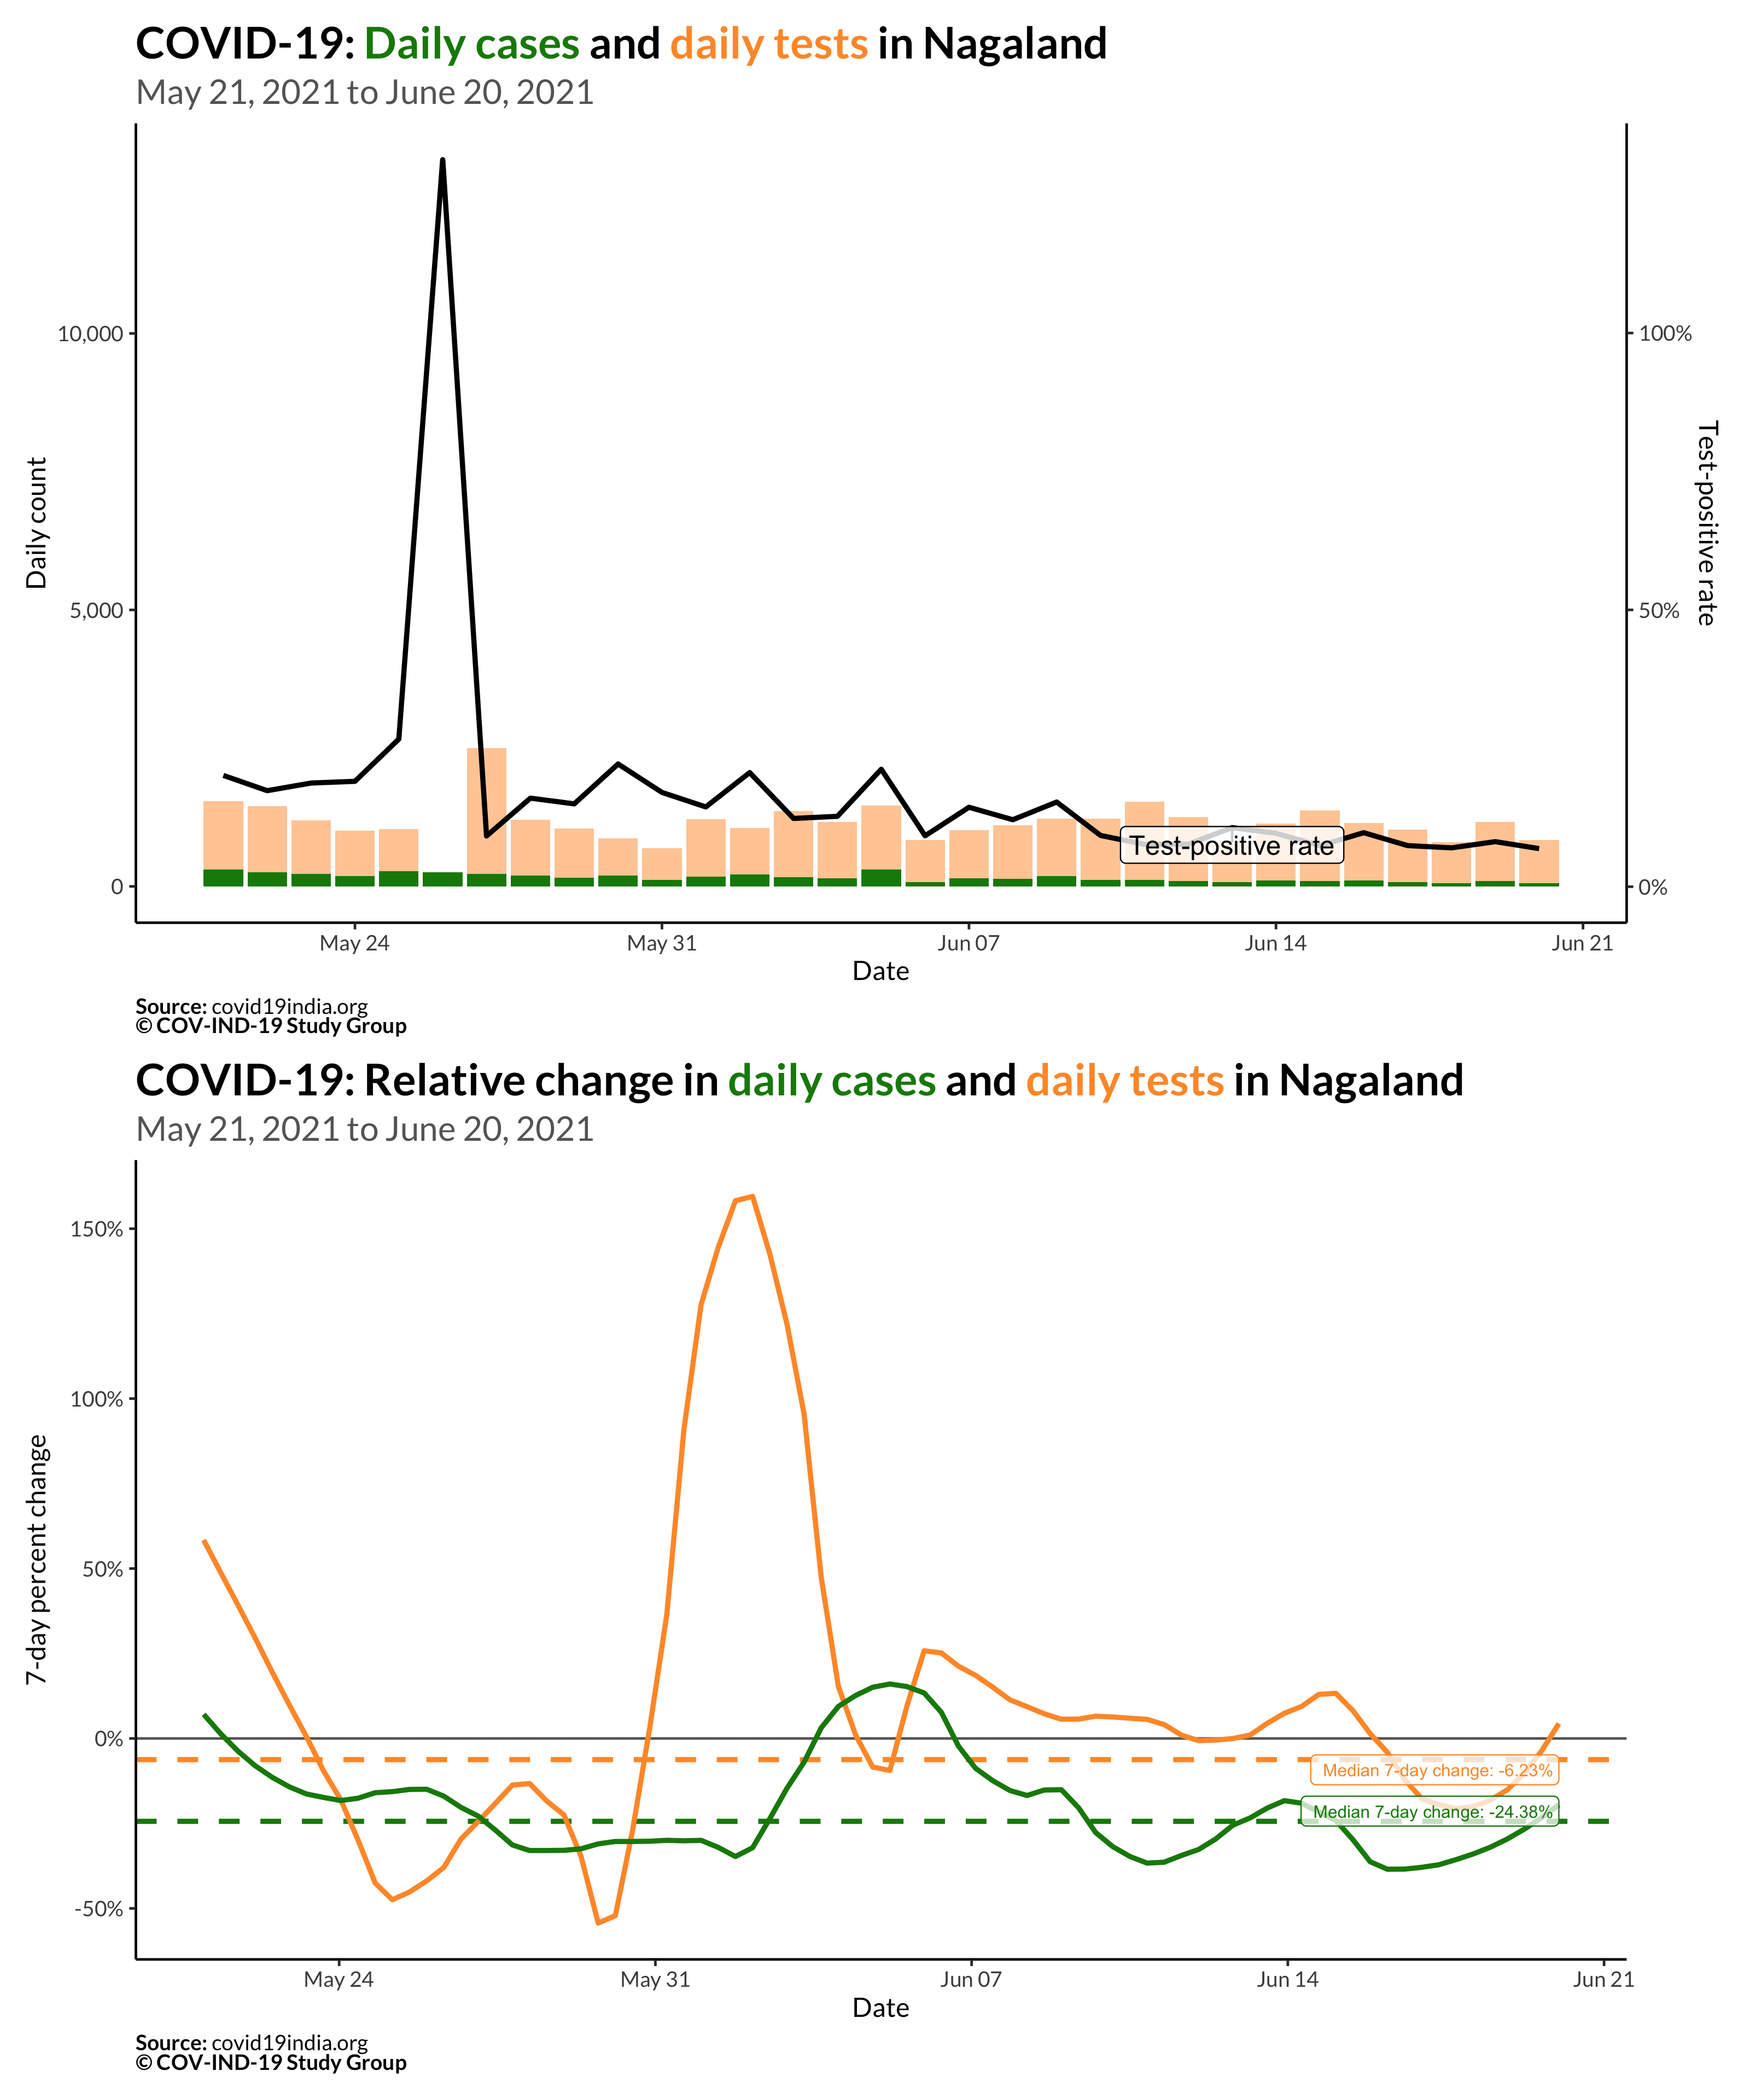 COVID-19: Daily cases and daily tests in Nagaland
May 21, 2021 to June 20, 2021
Daily count
10,000
5,000
0
100%
50%
0%
Test-positive rate
Test-positive rate
May 24
May 31
Jun 07
Jun 14
Jun 21
Date
Source: covid19india.org
© COV-IND-19 Study Group
COVID-19: Relative change in daily cases and daily tests in Nagaland
May 21, 2021 to June 20, 2021
7-day percent change
150%
100%
50%
0%
-50%
Median 7-day change: -6.23%
Median 7-day change: -24.38%
May 24
May 31
Jun 07
Jun 14
Jun 21
Date
Source: covid19india.org
© COV-IND-19 Study Group